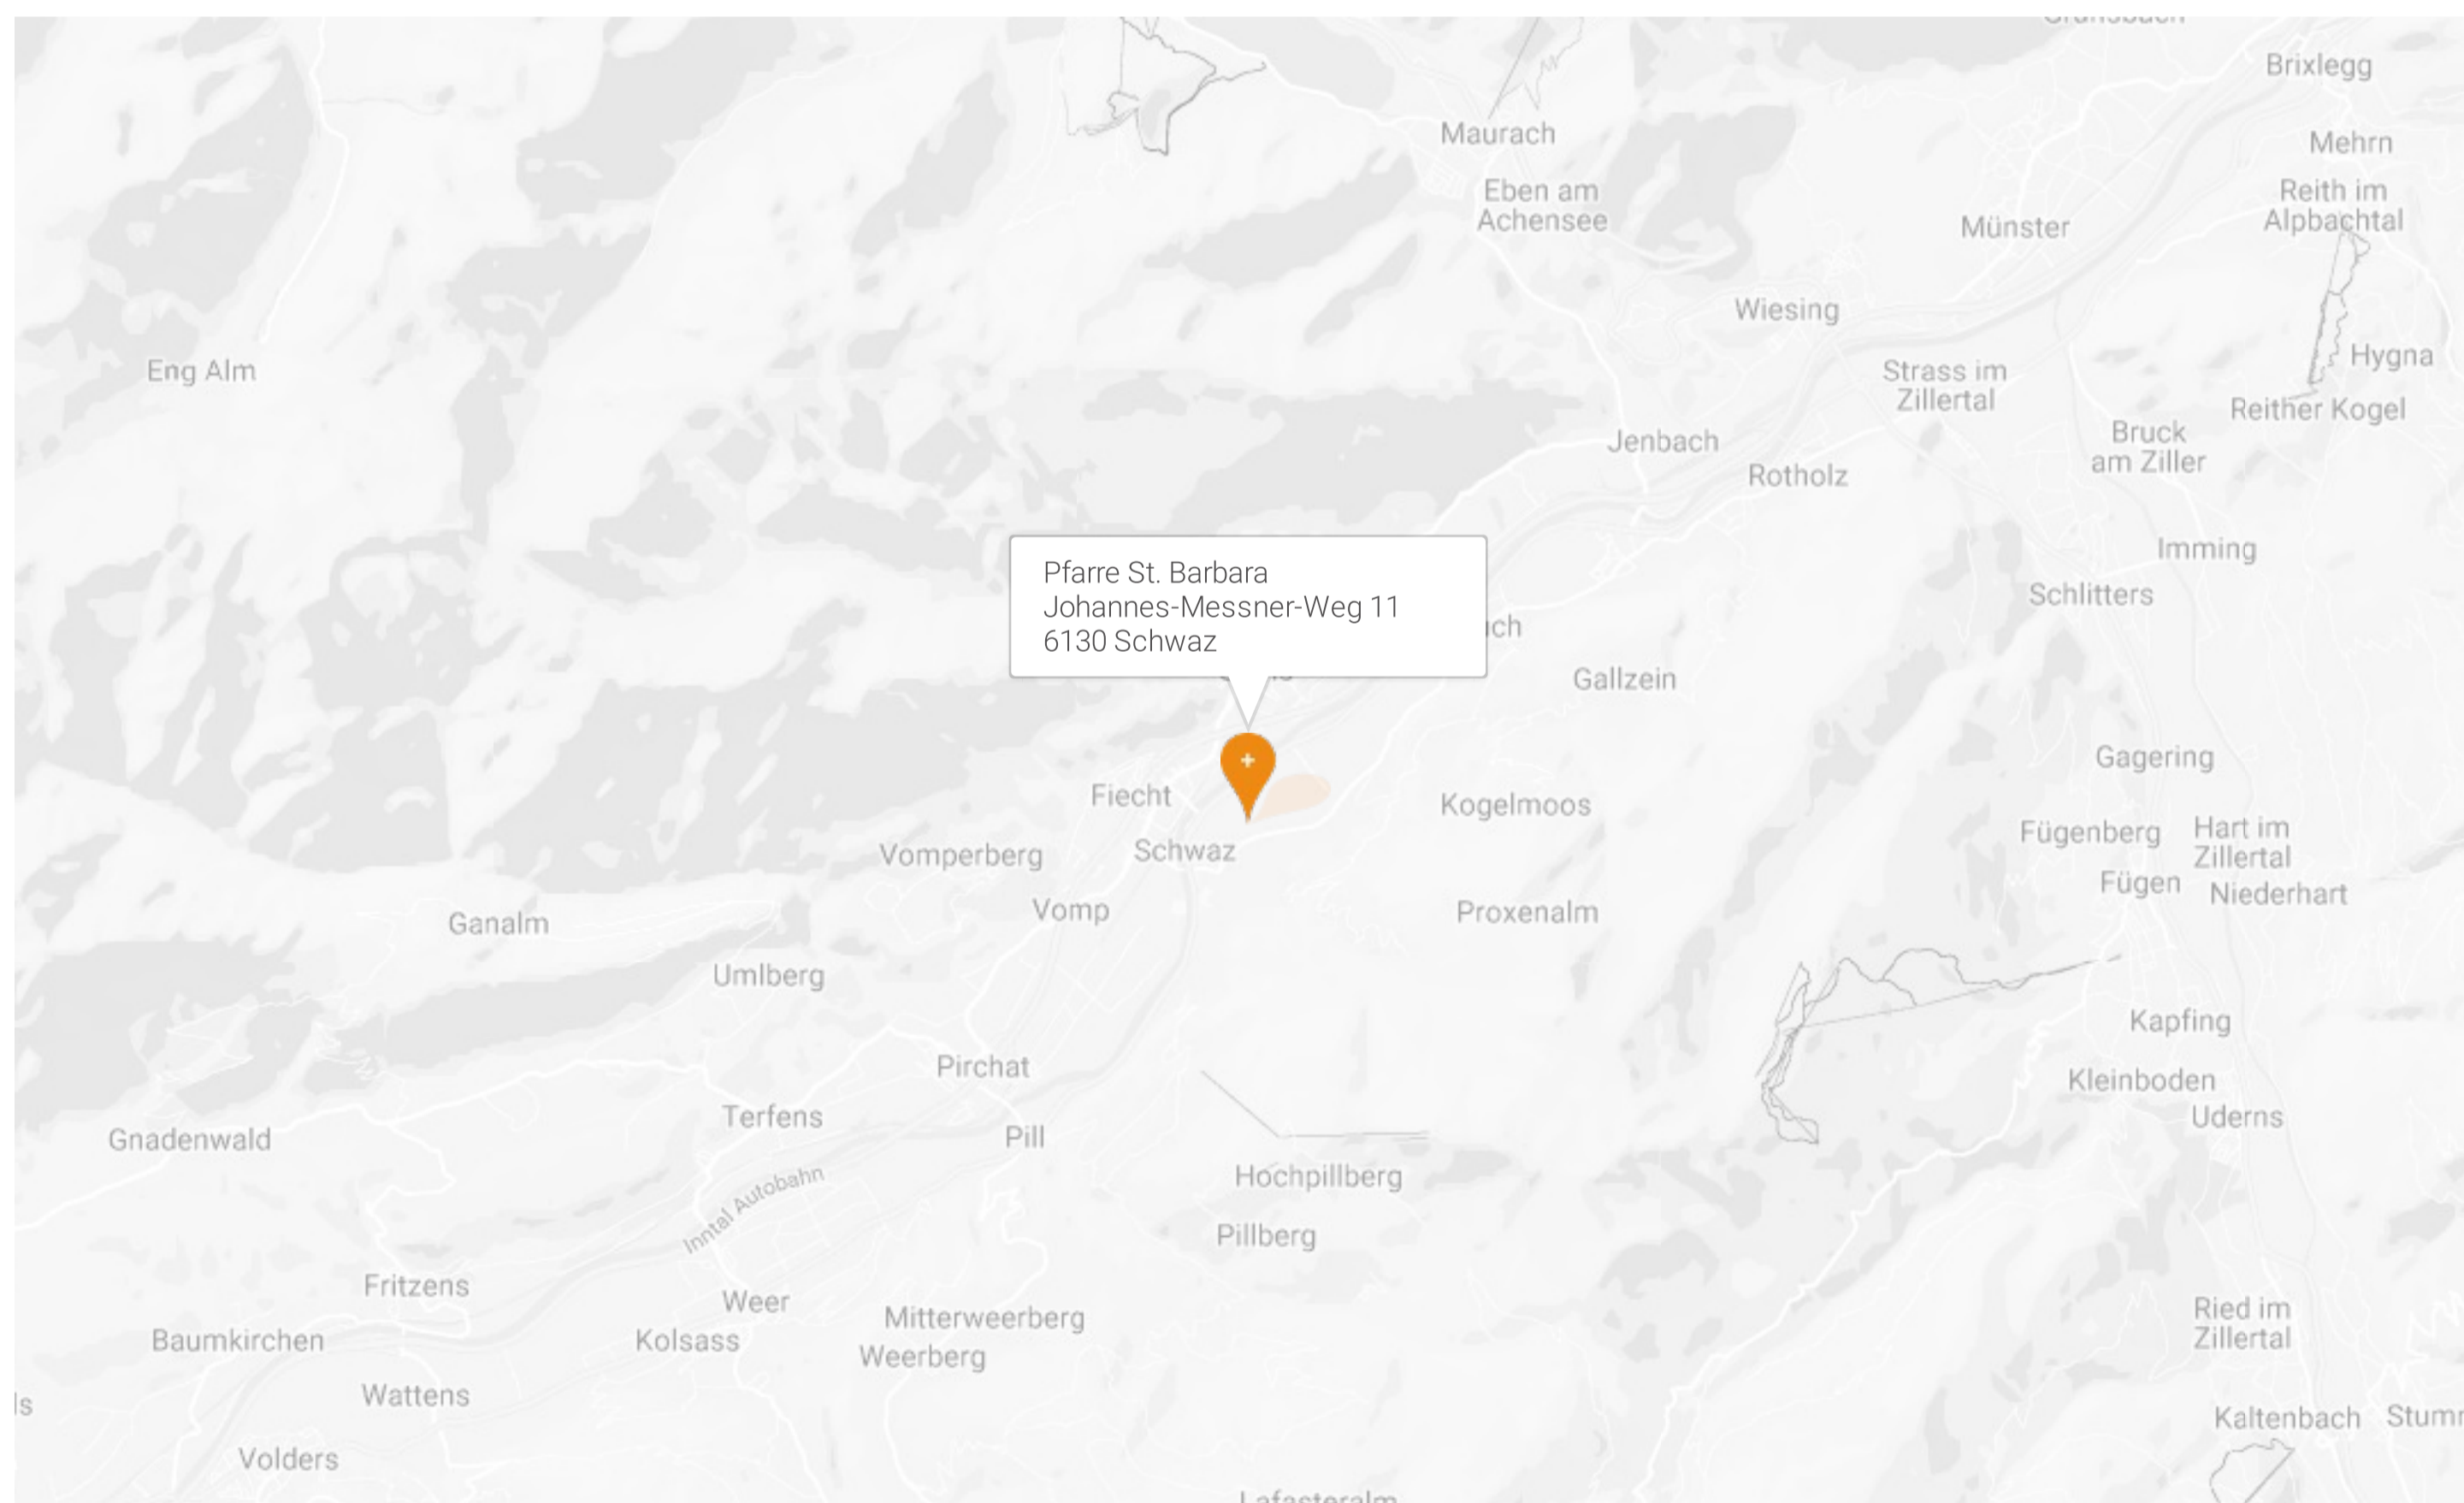 Brixlegg
Maurach
Mehrn
Eben am
Achensee
Reith im
Alpbachtal
Münster
Wiesing
Eng Alm
Strass im
Zillertal
Hygna
Reither Kogel
Jenbach
Bruck
am Ziller
Rotholz
Imming
Schlitters
Pfarre St. Barbara
Johannes-Messner-Weg 11
6130 Schwaz
Gallzein
Gagering
Fiecht
Kogelmoos
Fügenberg
Hart im
Zillertal
Schwaz
Vomperberg
Fügen
Niederhart
Vomp
Proxenalm
Ganalm
Umlberg
Kapfing
Pirchat
Kleinboden
Terfens
Uderns
Pill
Gnadenwald
Hochpillberg
Inntal Autobahn
Pillberg
Fritzens
Weer
Mitterweerberg
Ried im
Zillertal
Baumkirchen
Kolsass
Weerberg
Wattens
Kaltenbach
Volders